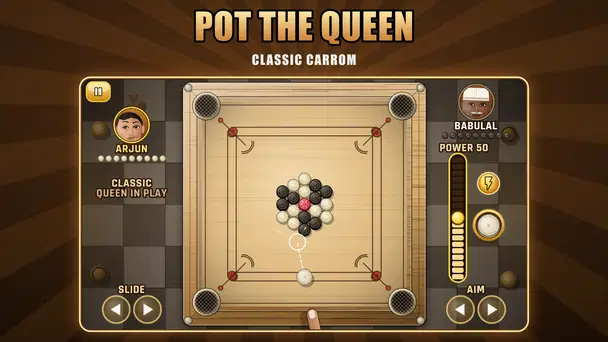 POT THE QUEEN
CLASSIC CARROM
ARJUN
CLASSIC
QUEEN IN PLAY
BABULAL
POWER 50
SLIDE
AIM